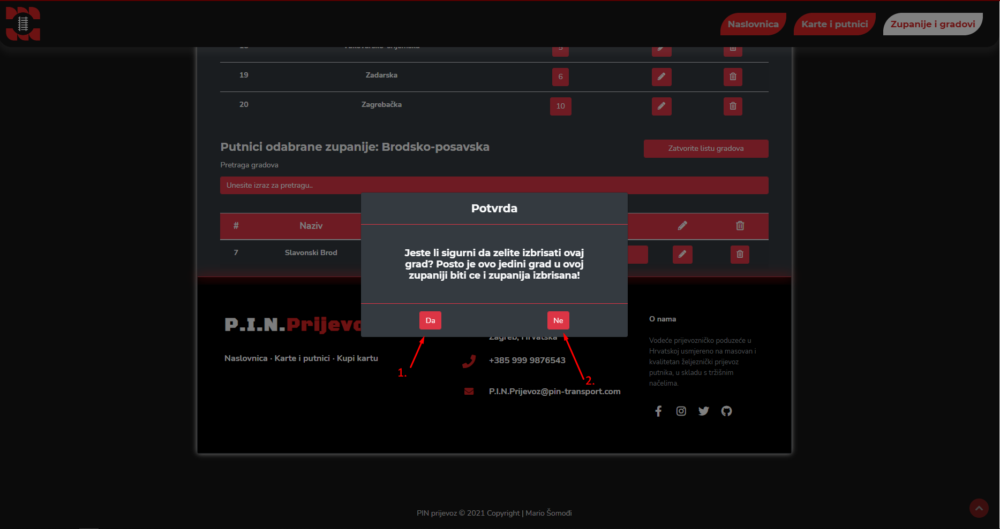 Naslovnica
Karte i putnici
Zupanije i gradovi
5
19 Zadarska 6
20 Zagrebačka 10
Putnici odabrane zupanije: Brodsko-posavska
Zatvorite listu gradova
Pretraga gradova
Unesite izraz za pretragu..
# Naziv
7 Slavonski Brod
Potvrda
Jeste li sigurni da zelite izbrisati ovaj
grad? Posto je ovo jedini grad u ovoj
zupaniji biti ce i zupanija izbrisana!
Da
Ne
1.
2.
P.I.N.Prijevo
Naslovnica · Karte i putnici · Kupi kartu
Zagreb, Hrvatska
+385 999 9876543
P.I.N.Prijevoz@pin-transport.com
O nama
Vodeće prijevozničko poduzeće u
Hrvatskoj usmjereno na masovan i
kvalitetan željeznički prijevoz
putnika, u skladu s tržišnim
načelima.
PIN prijevoz © 2021 Copyright | Mario Šomođi